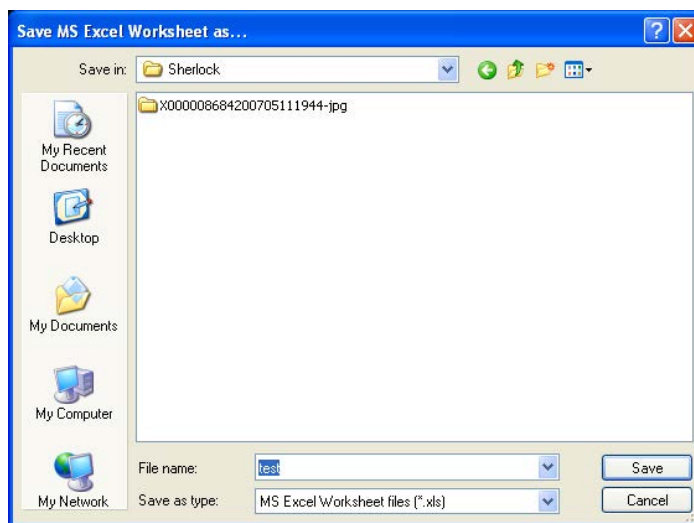 Save MS Excel Worksheet as...
Save in:
Sherlock
X000008684200705111944-jpg
My Recent
Documents
Desktop
My Documents
My Computer
My Network
File name:
test
Save
Save as type:
MS Excel Worksheet files (*.xls)
Cancel